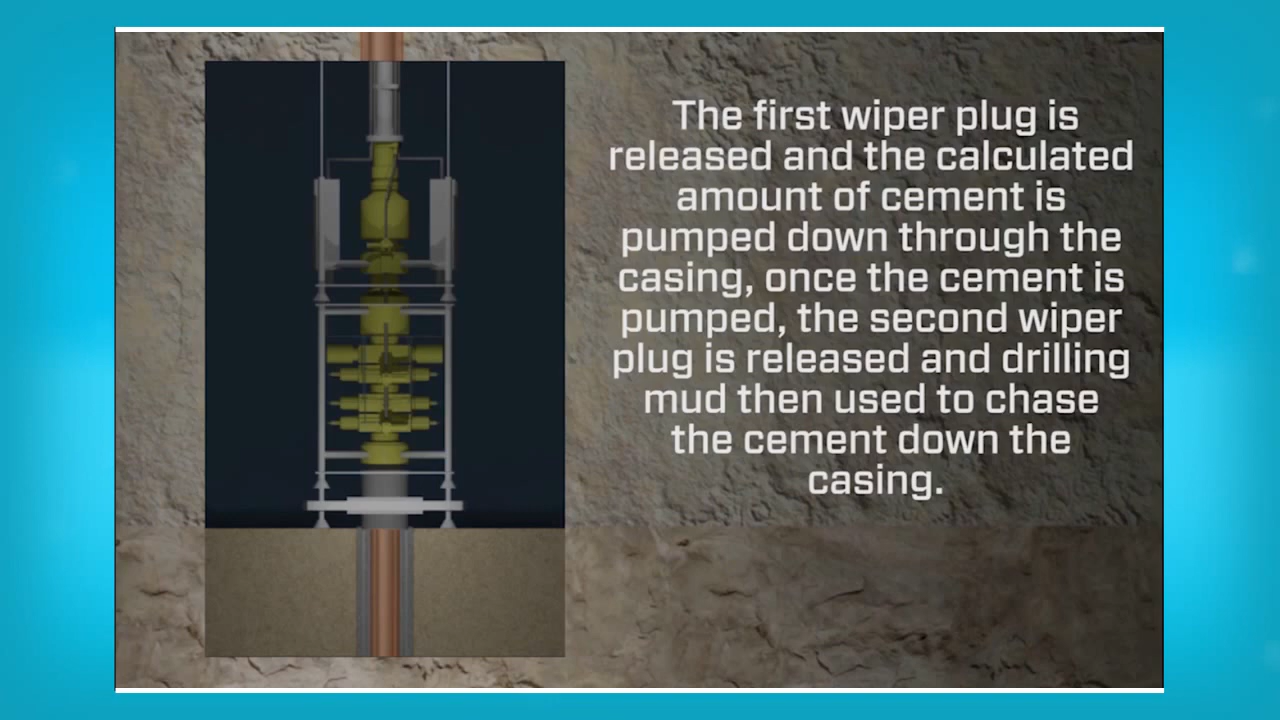 The first wiper plug is
released and the calculated
amount of cement is
pumped down through the
casing, once the cement is
pumped, the second wiper
plug is released and drilling
mud then used to chase
the cement down the
casing.